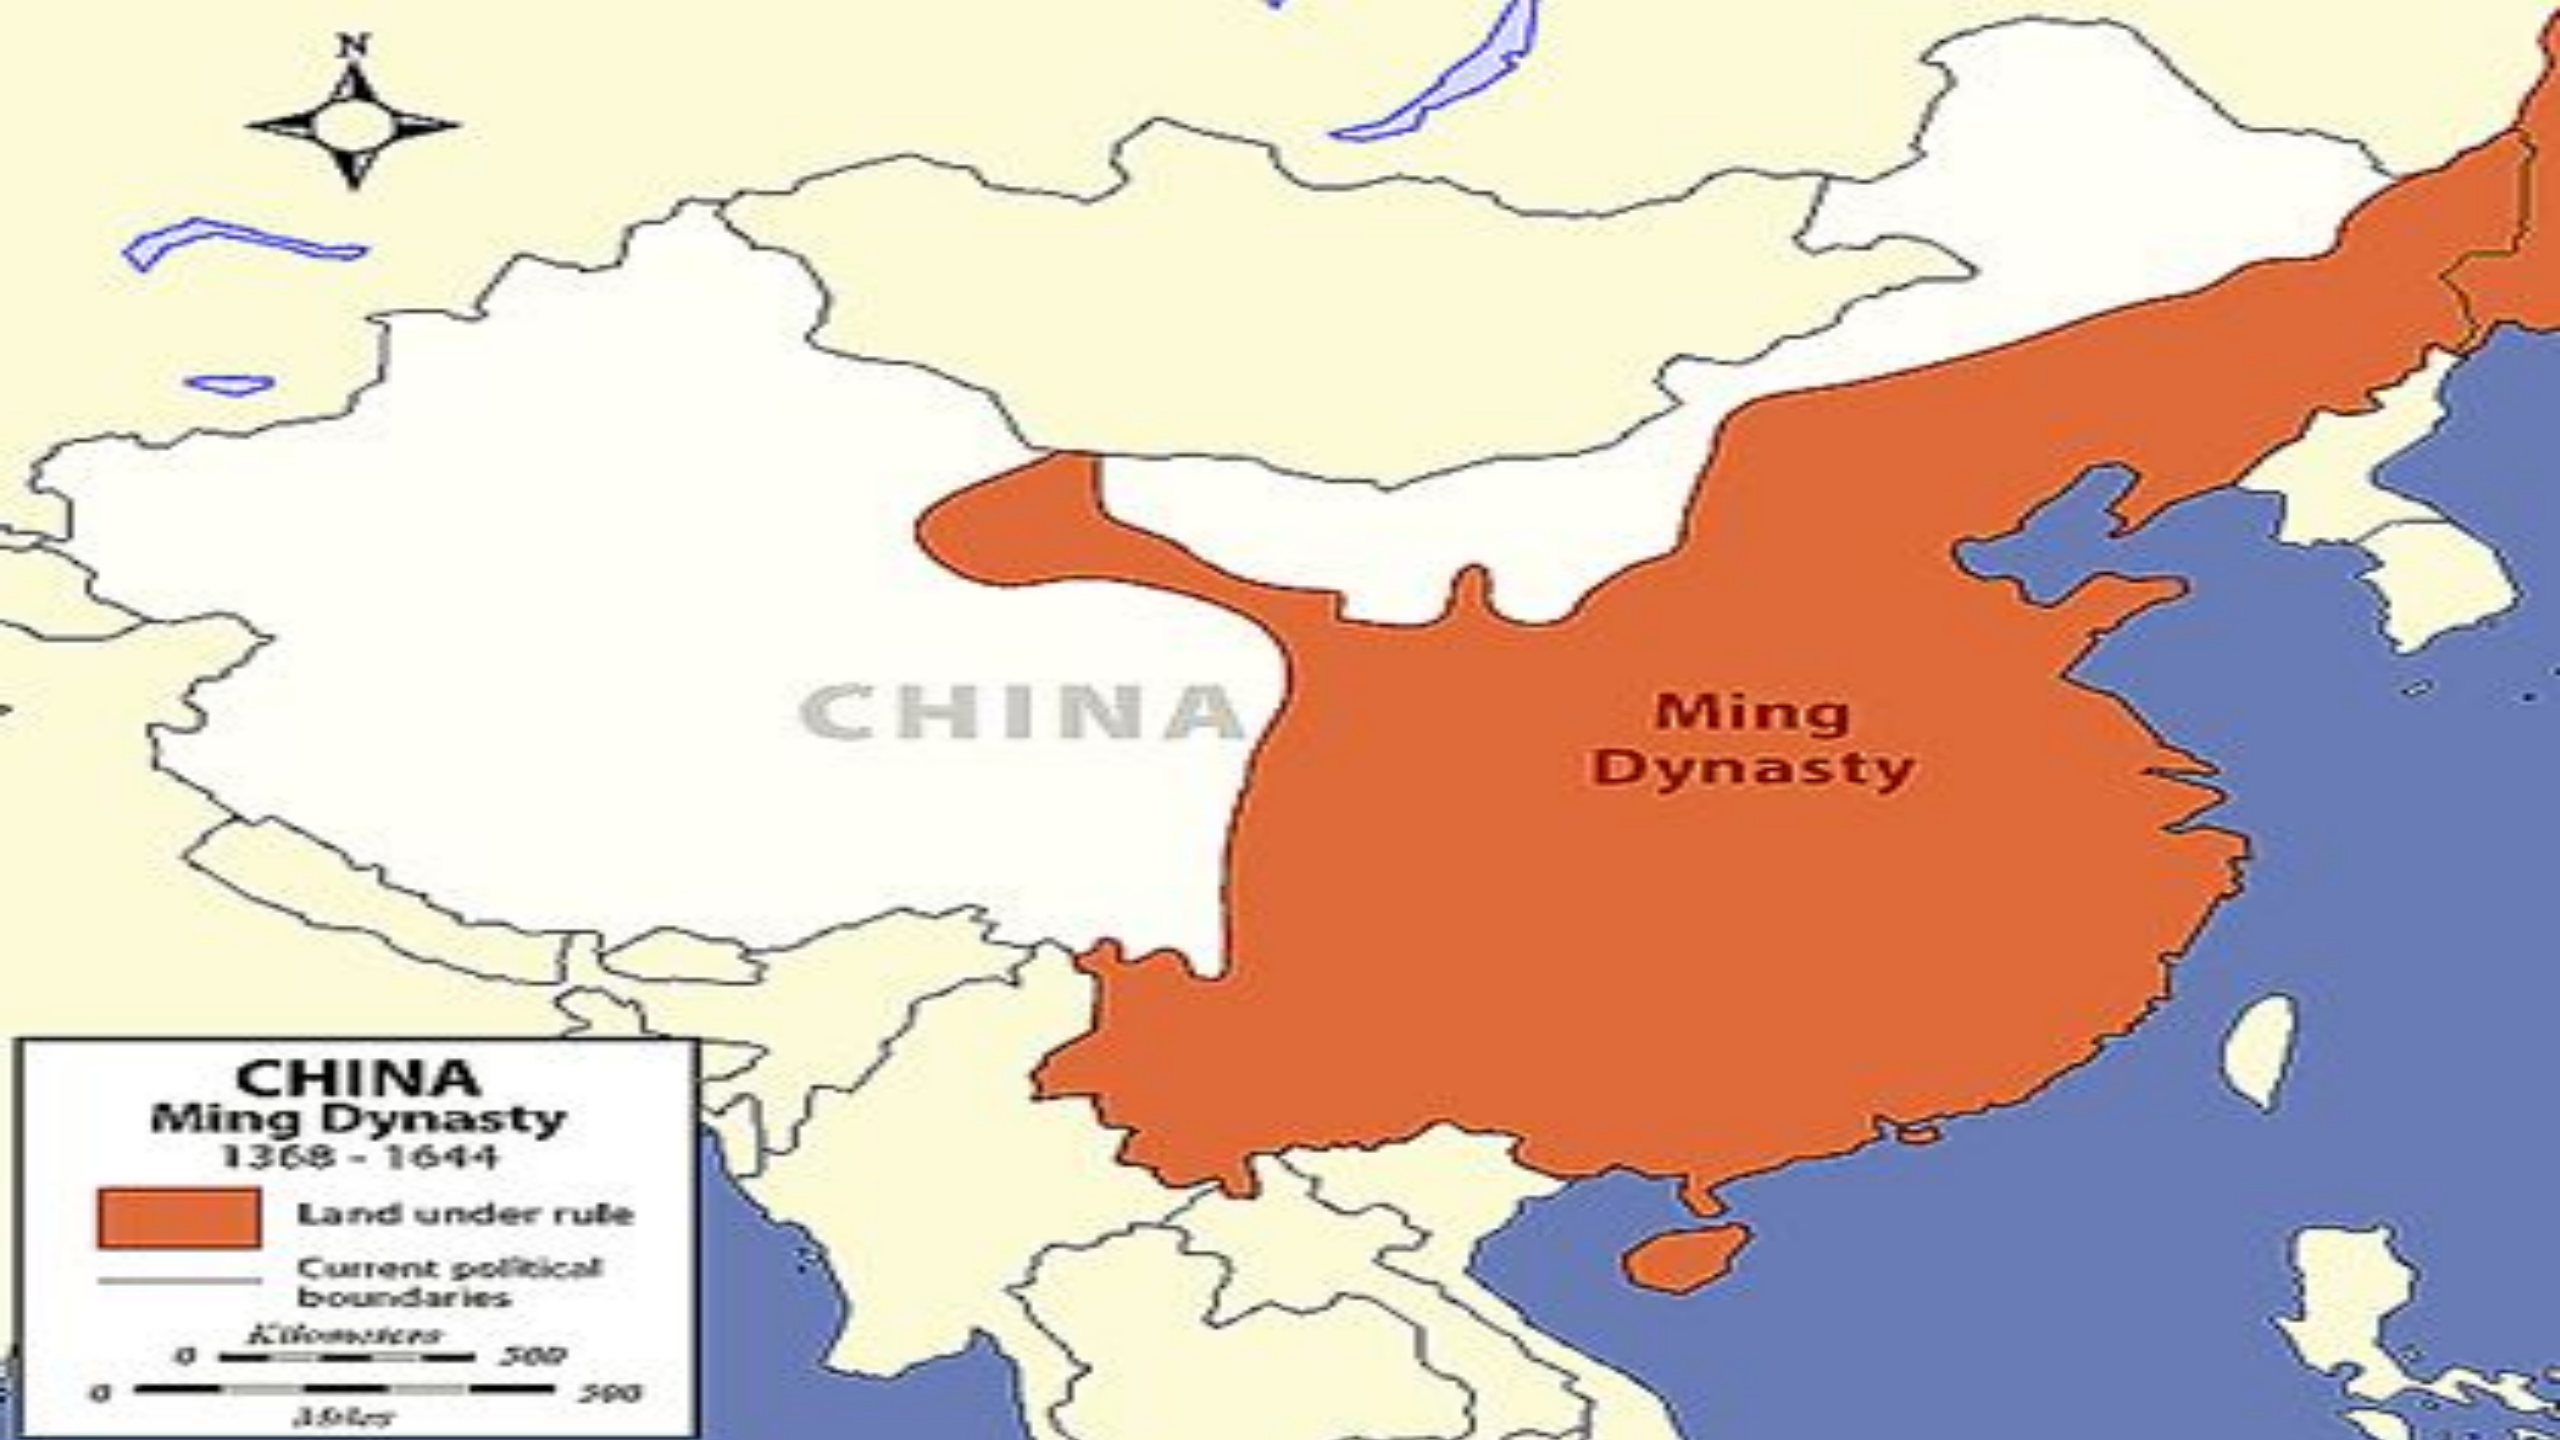 N
CHINA
Ming
Dynasty
CHINA
Ming Dynasty
1368 - 1644
Land under rule
Current political
boundaries
Kilometers
0 500
0 500
Miles